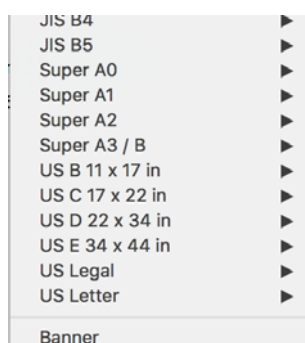 JIS B4
JIS B5
Super A0
Super A1
Super A2
Super A3 / B
US B 11 x 17 in
US C 17 x 22 in
US D 22 x 34 in
US E 34 x 44 in
US Legal
US Letter
Banner